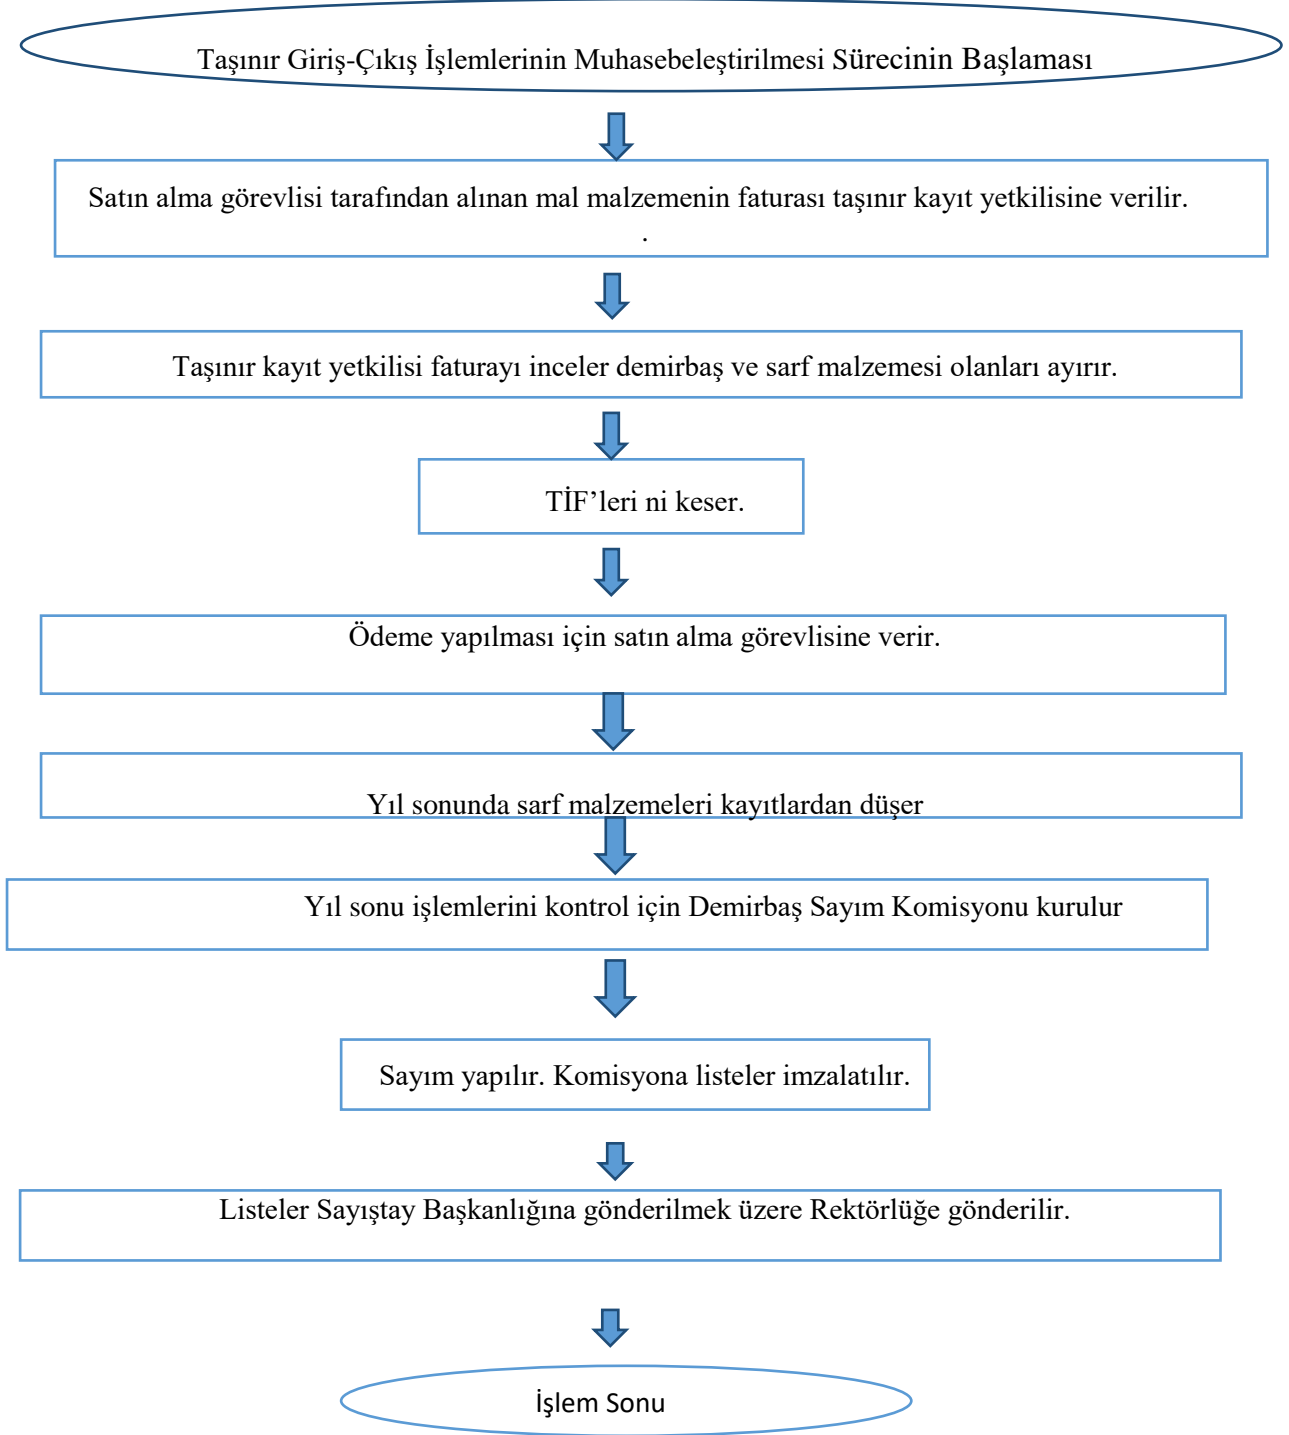 Taşınır Giriş-Çıkış İşlemlerinin Muhasebeleştirilmesi Sürecinin Başlaması
Satın alma görevlisi tarafından alınan mal malzemenin faturası taşınır kayıt yetkilisine verilir.
.
Taşınır kayıt yetkilisi faturayı inceler demirbaş ve sarf malzemesi olanları ayırır.
TİF’leri ni keser.
Ödeme yapılması için satın alma görevlisine verir.
Yıl sonunda sarf malzemeleri kayıtlardan düşer
Yıl sonu işlemlerini kontrol için Demirbaş Sayım Komisyonu kurulur
Sayım yapılır. Komisyona listeler imzalatılır.
Listeler Sayıştay Başkanlığına gönderilmek üzere Rektörlüğe gönderilir.
İşlem Sonu